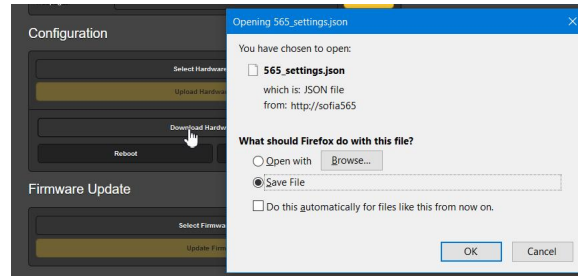 Configuration
Select Hardware
Upload Hardwa
Download Hardw
Reboot
Firmware Update
Select Firmwa
Update Firm
Opening 565_settings.json
You have chosen to open:
565_settings.json
which is: JSON file
from: http://sofia565
What should Firefox do with this file?
Open with Browse...
Save File
Do this automatically for files like this from now on.
OK Cancel